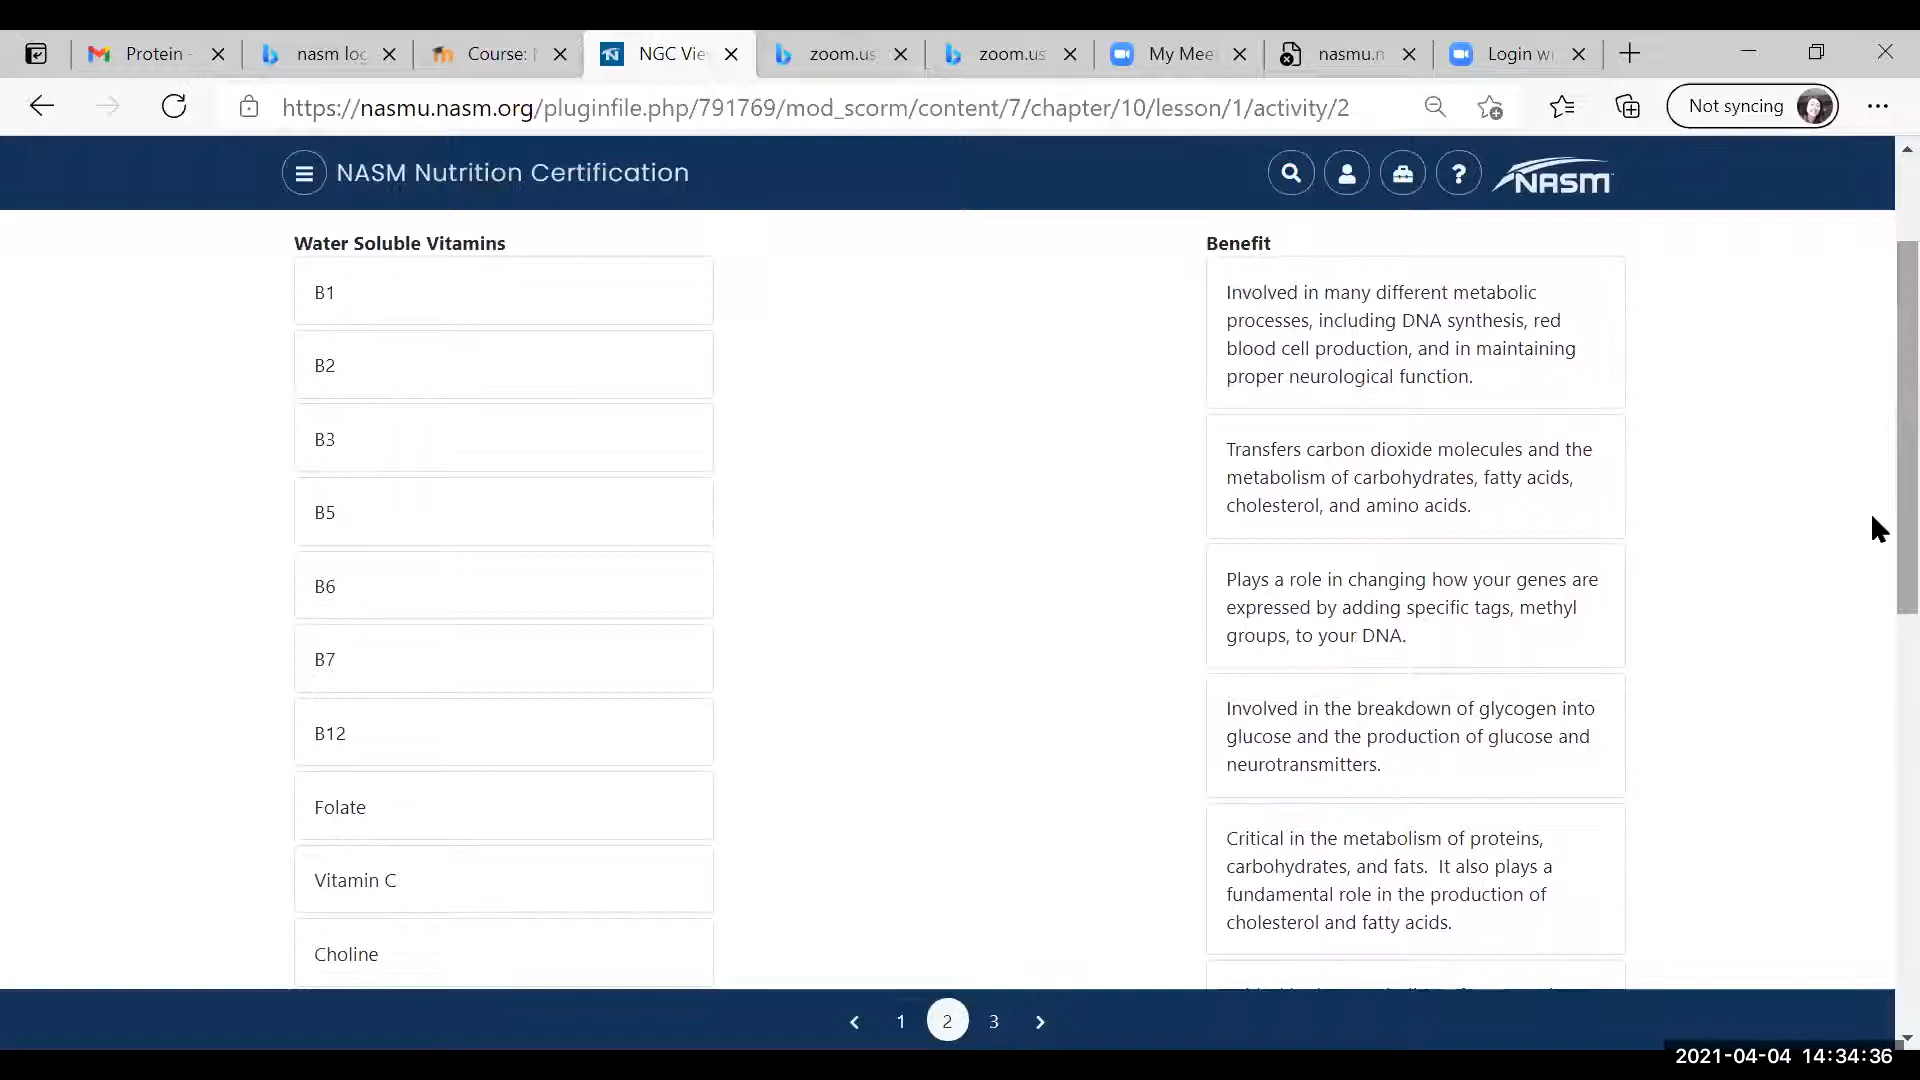 Protein -
nasm loc
Course: 
NGC Vie
zoom.us
zoom.us
My Mee
nasmu.n
Login wi
https://nasmu.nasm.org/pluginfile.php/791769/mod_scorm/content/7/chapter/10/lesson/1/activity/2
Not syncing
NASM Nutrition Certification
?
NASM
Water Soluble Vitamins
B1
B2
B3
B5
B6
B7
B12
Folate
Vitamin C
Choline
Benefit
Involved in many different metabolic
processes, including DNA synthesis, red
blood cell production, and in maintaining
proper neurological function.
Transfers carbon dioxide molecules and the
metabolism of carbohydrates, fatty acids,
cholesterol, and amino acids.
Plays a role in changing how your genes are
expressed by adding specific tags, methyl
groups, to your DNA.
Involved in the breakdown of glycogen into
glucose and the production of glucose and
neurotransmitters.
Critical in the metabolism of proteins,
carbohydrates, and fats.  It also plays a
fundamental role in the production of
cholesterol and fatty acids.
1 2 3
2021-04-04 14:34:36